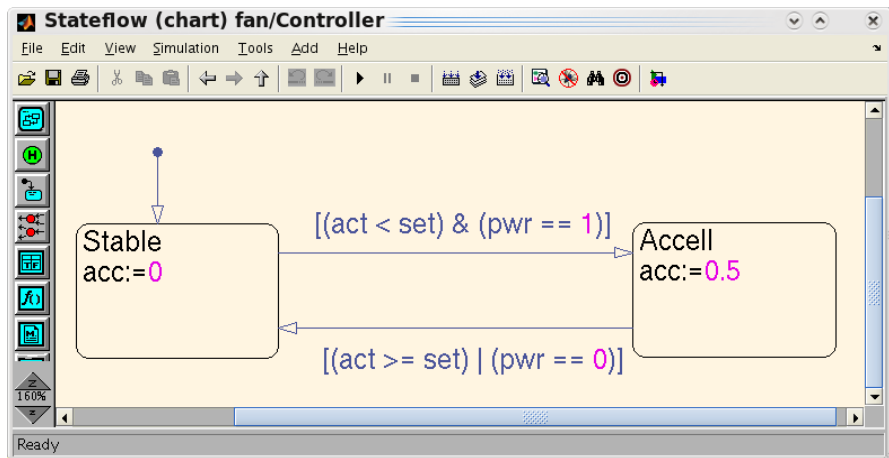 Stateflow (chart) fan/Controller
File Edit View Simulation Tools Add Help
[(act < set) & (pwr == 1)]
Stable
acc:=0
Accell
acc:=0.5
[(act >= set) | (pwr == 0)]
H
TF
f()
M
Z
160%
Z
Ready